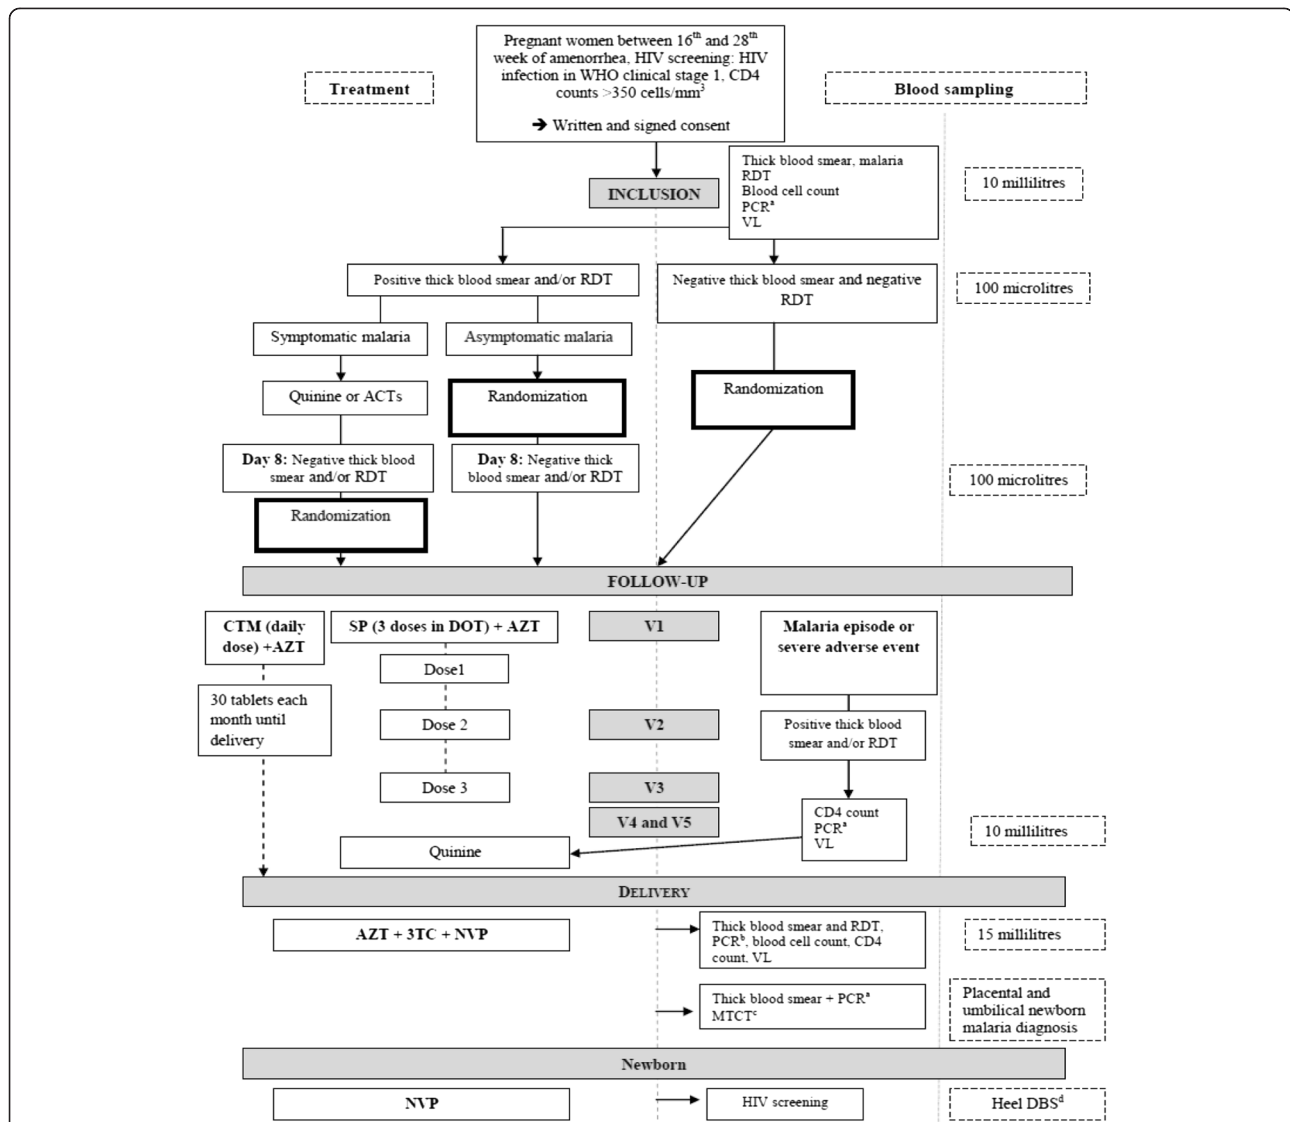 Pregnant women between 16th and 28th
week of amenorrhea, HIV screening: HIV
infection in WHO clinical stage 1, CD4
counts >350 cells/mm3
➔ Written and signed consent
Treatment
Blood sampling
INCLUSION
Thick blood smear, malaria
RDT
Blood cell count
PCRa
VL
10 millilitres
Positive thick blood smear and/or RDT
Negative thick blood smear and negative
RDT
100 microlitres
Symptomatic malaria
Asymptomatic malaria
Quinine or ACTs
Randomization
Randomization
Day 8: Negative thick blood
smear and/or RDT
Day 8: Negative thick
blood smear and/or RDT
100 microlitres
Randomization
FOLLOW-UP
CTM (daily
dose) +AZT
SP (3 doses in DOT) + AZT
V1
Malaria episode or
severe adverse event
Dose1
30 tablets each
month until
delivery
Dose 2
V2
Positive thick blood
smear and/or RDT
Dose 3
V3
V4 and V5
CD4 count
PCRa
VL
10 millilitres
Quinine
DELIVERY
AZT + 3TC + NVP
Thick blood smear and RDT,
PCRb, blood cell count, CD4
count, VL
15 millilitres
Thick blood smear + PCRa
MTCTc
Placental and
umbilical newborn
malaria diagnosis
Newborn
NVP
HIV screening
Heel DBSd